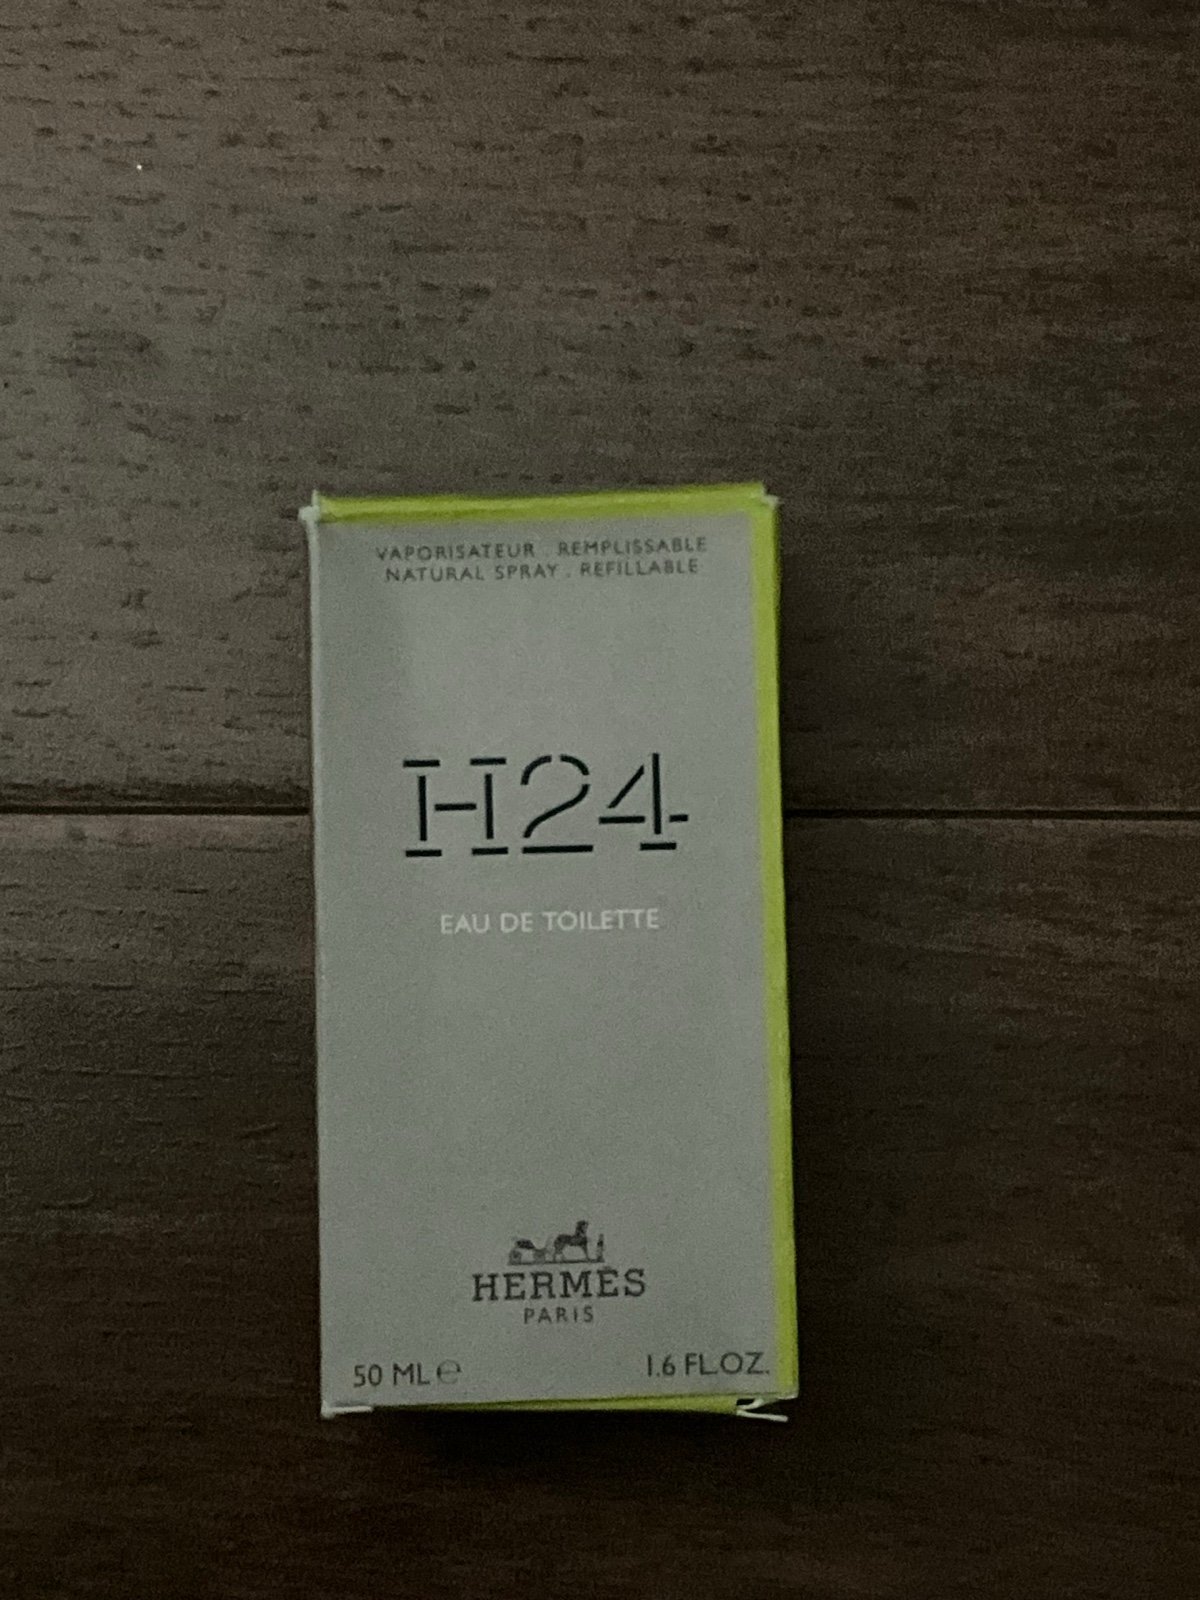 VAPORISATEUR . REMPLISSABLE
NATURAL SPRAY . REFILLABLE
H24
EAU DE TOILETTE
HERMÈS
PARIS
50 ML ℮
1.6 FL.OZ.